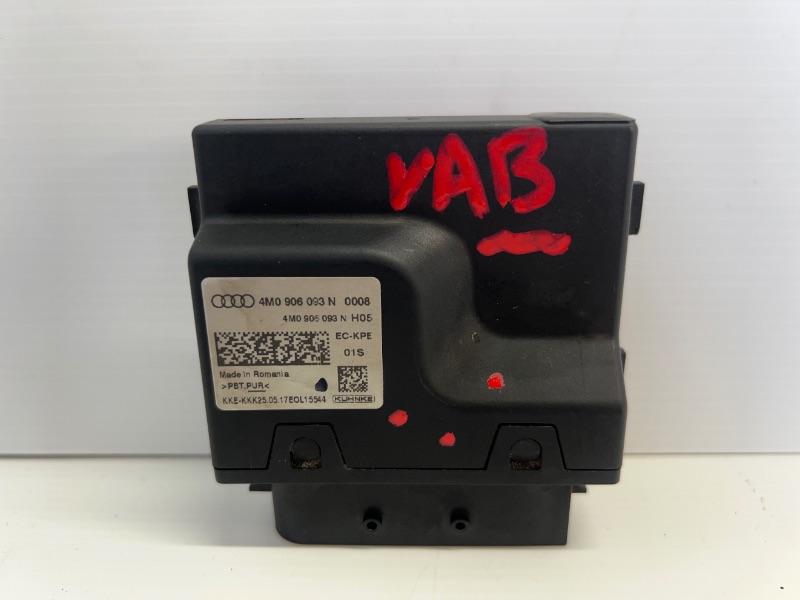 VAB
4M0 906 093 N 0008
4M0 906 093 N H05
EC-KPE
01S
Made in Romania
>PBT,PUR<
KKE-KKK25.05.17EOL15544
KUHNKE